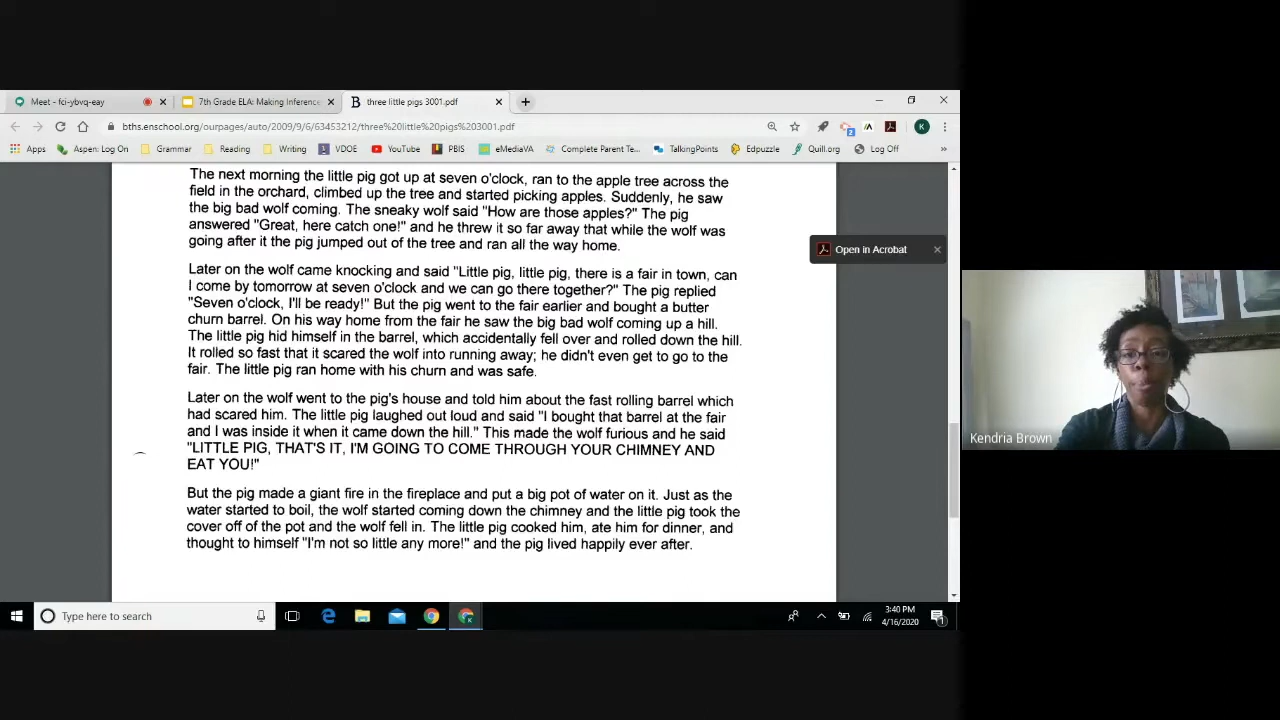 Meet - fci-ybvq-eay
7th Grade ELA: Making Inference
three little pigs 3001.pdf
bths.enschool.org/ourpages/auto/2009/9/6/63453212/three%20little%20pigs%203001.pdf
Apps
Aspen: Log On
Grammar
Reading
Writing
VDOE
YouTube
PBIS
eMediaVA
Complete Parent Te...
TalkingPoints
Edpuzzle
Quill.org
Log Off
The next morning the little pig got up at seven o'clock, ran to the apple tree across the
field in the orchard, climbed up the tree and started picking apples. Suddenly, he saw
the big bad wolf coming. The sneaky wolf said "How are those apples?" The pig
answered "Great, here catch one!" and he threw it so far away that while the wolf was
going after it the pig jumped out of the tree and ran all the way home.
Open in Acrobat
Later on the wolf came knocking and said "Little pig, little pig, there is a fair in town, can
I come by tomorrow at seven o'clock and we can go there together?" The pig replied
"Seven o'clock, I'll be ready!" But the pig went to the fair earlier and bought a butter
churn barrel. On his way home from the fair he saw the big bad wolf coming up a hill.
The little pig hid himself in the barrel, which accidentally fell over and rolled down the hill.
It rolled so fast that it scared the wolf into running away; he didn't even get to go to the
fair. The little pig ran home with his churn and was safe.
Later on the wolf went to the pig's house and told him about the fast rolling barrel which
had scared him. The little pig laughed out loud and said "I bought that barrel at the fair
and I was inside it when it came down the hill." This made the wolf furious and he said
"LITTLE PIG, THAT'S IT, I'M GOING TO COME THROUGH YOUR CHIMNEY AND
EAT YOU!"
But the pig made a giant fire in the fireplace and put a big pot of water on it. Just as the
water started to boil, the wolf started coming down the chimney and the little pig took the
cover off of the pot and the wolf fell in. The little pig cooked him, ate him for dinner, and
thought to himself "I'm not so little any more!" and the pig lived happily ever after.
Kendria Brown
Type here to search
3:40 PM
4/16/2020